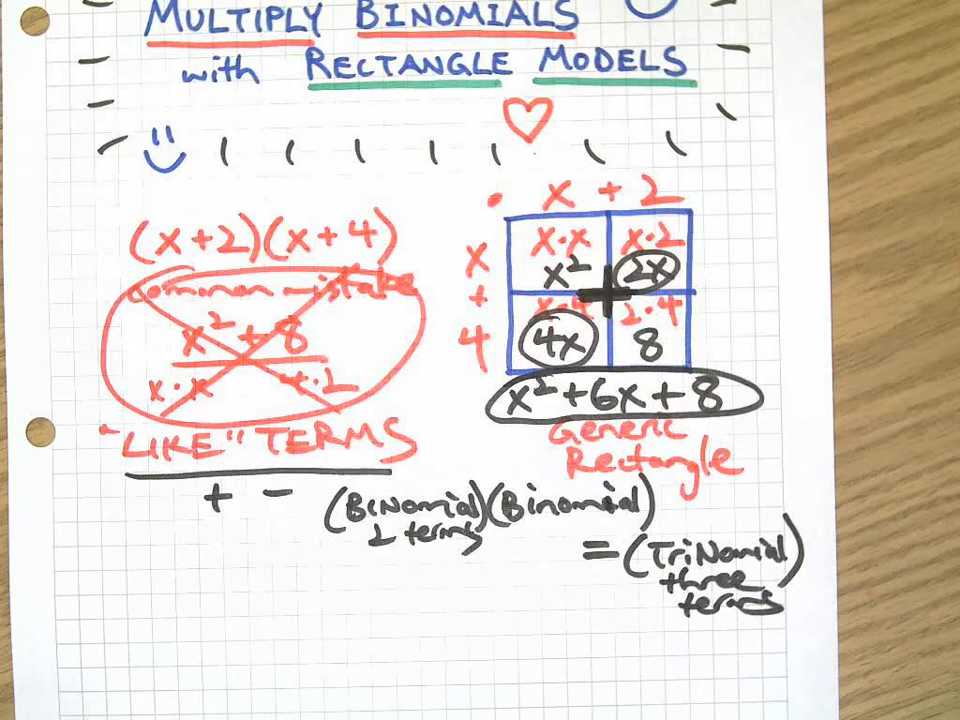 MULTIPLY BINOMIALS
with RECTANGLE MODELS
(x+2)(x+4)
common mistake
x² + 8
x·x x·2
"LIKE" TERMS
+ −
· x + 2
x
+
4
x·x x·2
x² 2x
x·4 2·4
4x 8
+
x²+6x+8
Generic
Rectangle
(BiNomial)(Binomial)
2 terms
= (TriNomial)
three
terms